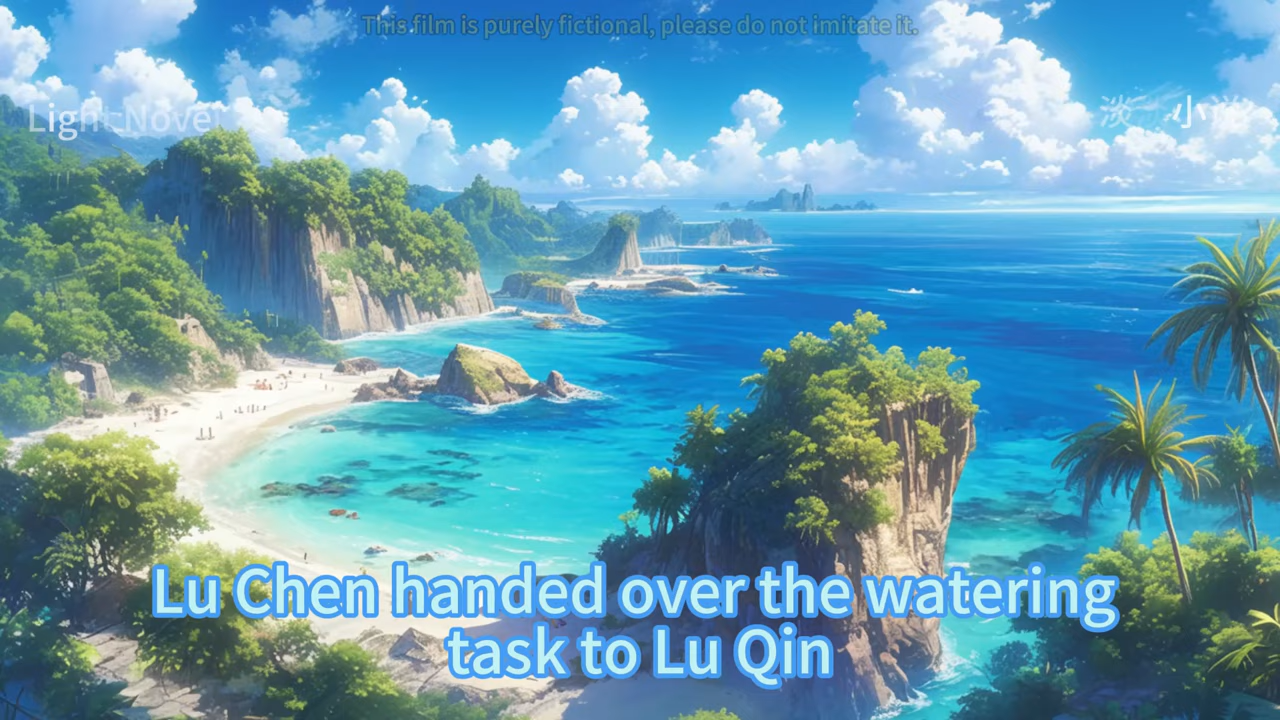 This film is purely fictional, please do not imitate it.
Light Novel
小
Lu Chen handed over the watering
task to Lu Qin